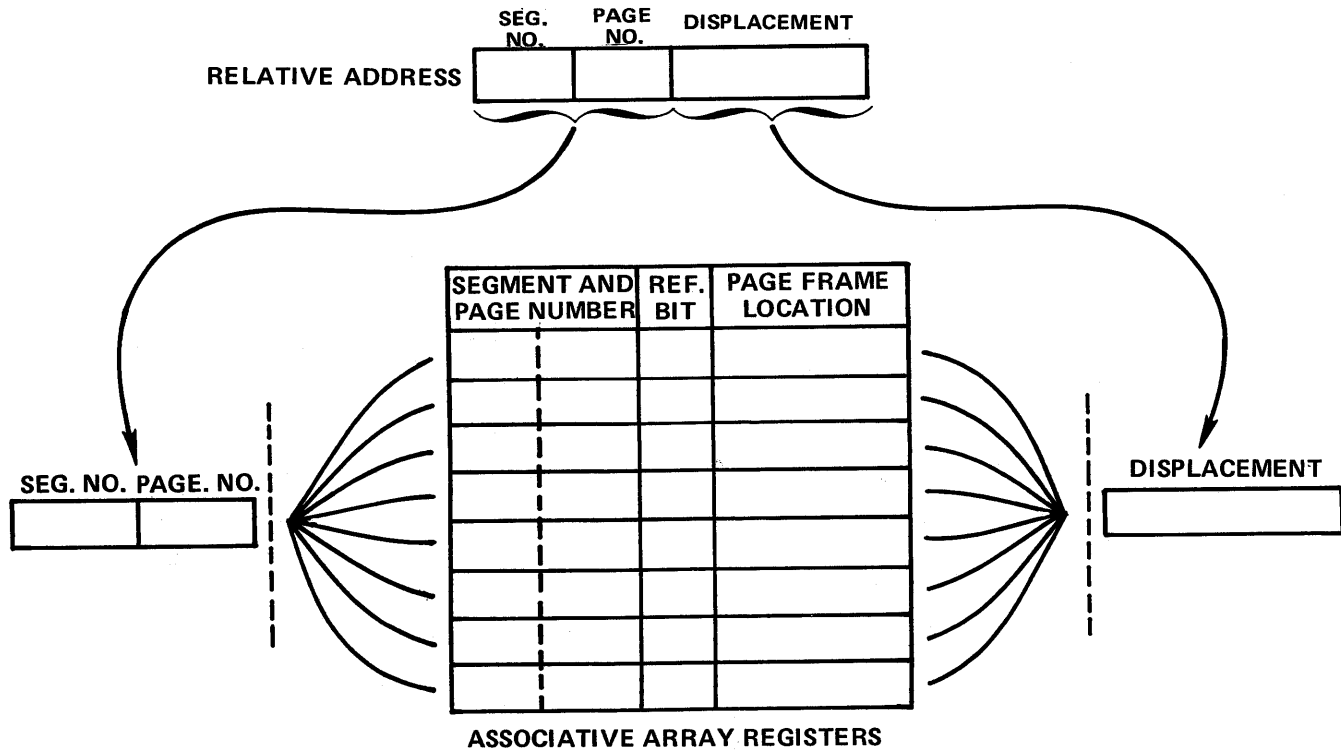 SEG. NO.
PAGE NO.
DISPLACEMENT
RELATIVE ADDRESS
SEGMENT AND PAGE NUMBER
REF. BIT
PAGE FRAME LOCATION
SEG. NO. PAGE. NO.
DISPLACEMENT
ASSOCIATIVE ARRAY REGISTERS